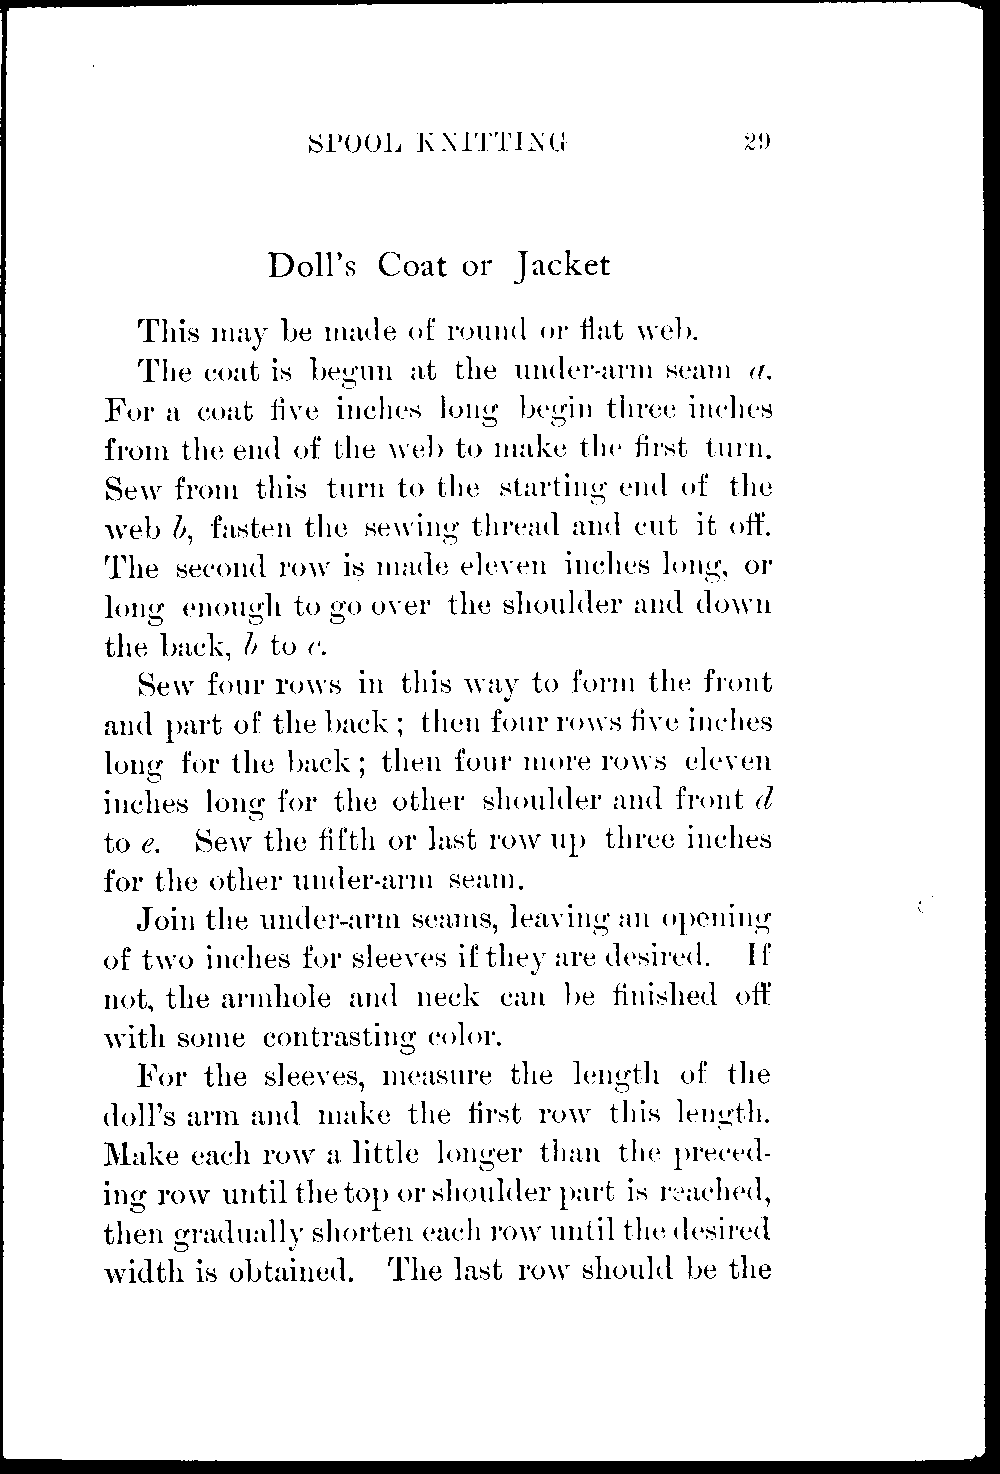 SPOOL KNITTING 29
Doll's Coat or Jacket
This may be made of round or flat web.
The coat is begun at the under-arm seam a.
For a coat five inches long begin three inches
from the end of the web to make the first turn.
Sew from this turn to the starting end of the
web b, fasten the sewing thread and cut it off.
The second row is made eleven inches long, or
long enough to go over the shoulder and down
the back, b to c.
Sew four rows in this way to form the front
and part of the back; then four rows five inches
long for the back; then four more rows eleven
inches long for the other shoulder and front d
to e. Sew the fifth or last row up three inches
for the other under-arm seam.
Join the under-arm seams, leaving an opening
of two inches for sleeves if they are desired. If
not, the armhole and neck can be finished off
with some contrasting color.
For the sleeves, measure the length of the
doll's arm and make the first row this length.
Make each row a little longer than the preced-
ing row until the top or shoulder part is reached,
then gradually shorten each row until the desired
width is obtained. The last row should be the